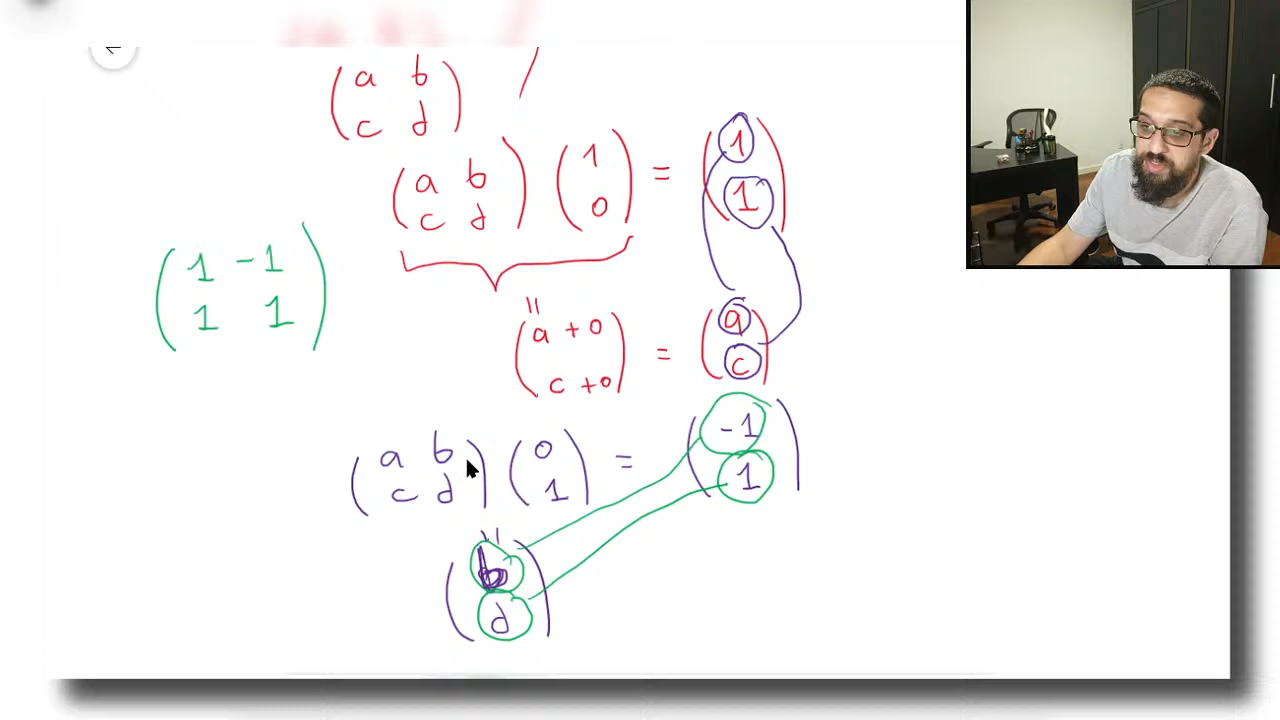 (a b
c d)
(a b
c d) (1
0) = (1
1)
(1 -1
1 1)
"
(a + 0
c + 0) = (a
c)
(a b
c d) (0
1) = (-1
1)
"
(b
d)